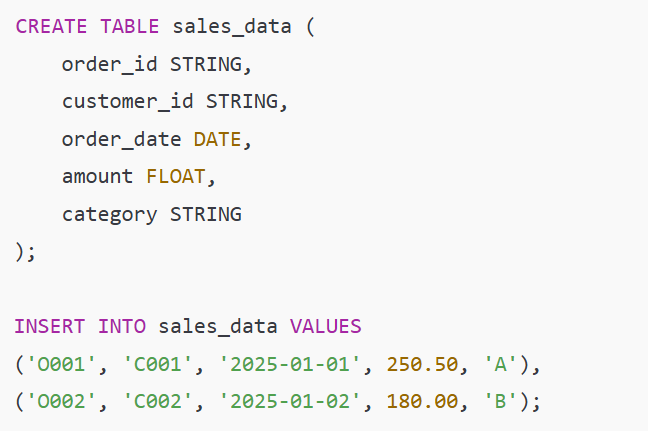 CREATE TABLE sales_data (
    order_id STRING,
    customer_id STRING,
    order_date DATE,
    amount FLOAT,
    category STRING
);

INSERT INTO sales_data VALUES
('O001', 'C001', '2025-01-01', 250.50, 'A'),
('O002', 'C002', '2025-01-02', 180.00, 'B');